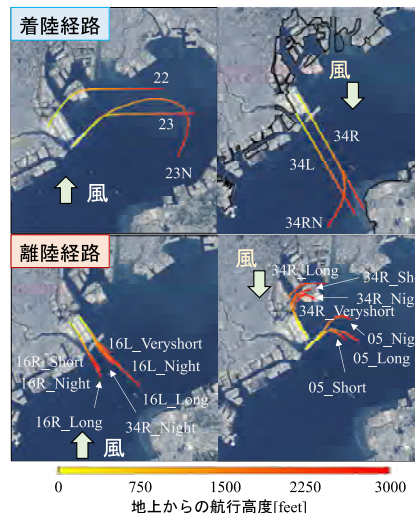 着陸経路
22
23
23N
風
風
34R
34L
34RN
離陸経路
16L_Veryshort
16R_Short
16R_Night
16L_Night
16L_Long
16R_Long
34R_Night
風
風
34R_Long
34R_Sh
34R_Nig
34R_Veryshort
05_Nig
05_Long
05_Short
0 750 1500 2250 3000
地上からの航行高度[feet]